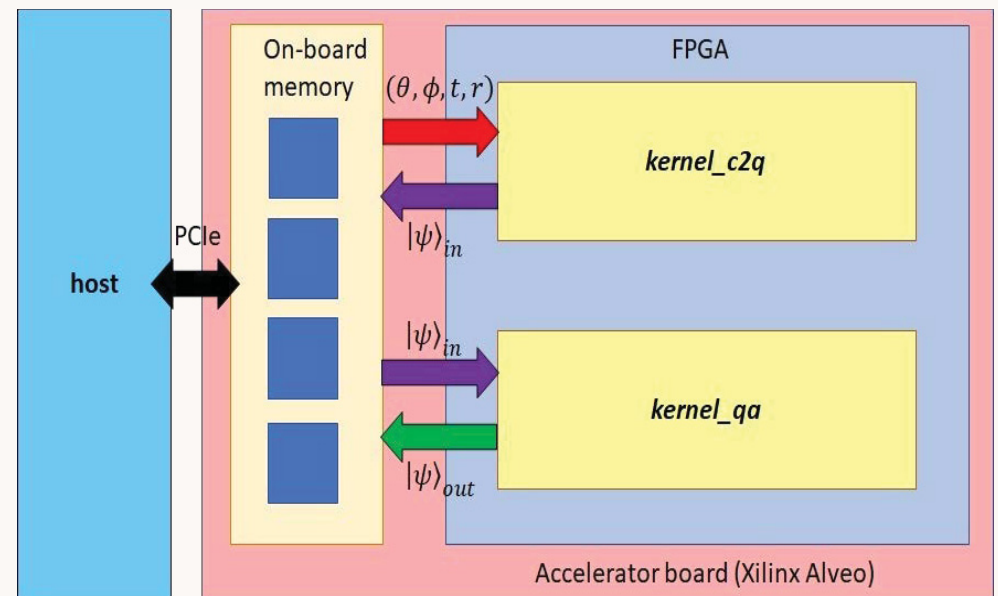 On-board
memory
FPGA
(θ, ϕ, t, r)
kernel_c2q
|ψ⟩in
PCIe
host
|ψ⟩in
kernel_qa
|ψ⟩out
Accelerator board (Xilinx Alveo)